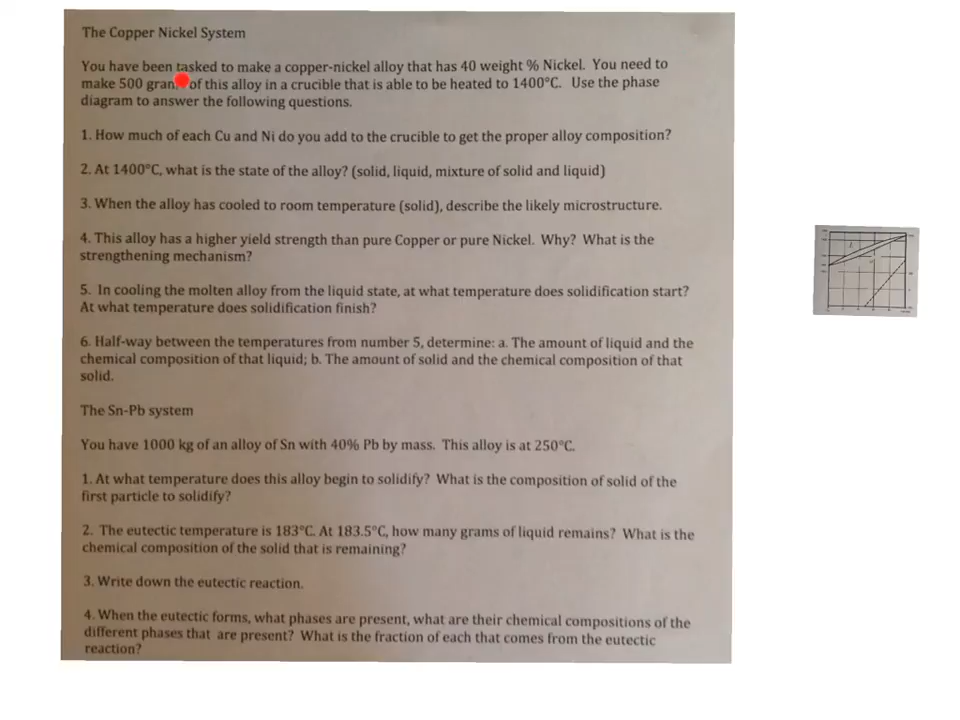 The Copper Nickel System
You have been tasked to make a copper-nickel alloy that has 40 weight % Nickel. You need to
make 500 gram of this alloy in a crucible that is able to be heated to 1400°C. Use the phase
diagram to answer the following questions.
1. How much of each Cu and Ni do you add to the crucible to get the proper alloy composition?
2. At 1400°C, what is the state of the alloy? (solid, liquid, mixture of solid and liquid)
3. When the alloy has cooled to room temperature (solid), describe the likely microstructure.
4. This alloy has a higher yield strength than pure Copper or pure Nickel. Why? What is the
strengthening mechanism?
5. In cooling the molten alloy from the liquid state, at what temperature does solidification start?
At what temperature does solidification finish?
6. Half-way between the temperatures from number 5, determine: a. The amount of liquid and the
chemical composition of that liquid; b. The amount of solid and the chemical composition of that
solid.
The Sn-Pb system
You have 1000 kg of an alloy of Sn with 40% Pb by mass. This alloy is at 250°C.
1. At what temperature does this alloy begin to solidify? What is the composition of solid of the
first particle to solidify?
2. The eutectic temperature is 183°C. At 183.5°C, how many grams of liquid remains? What is the
chemical composition of the solid that is remaining?
3. Write down the eutectic reaction.
4. When the eutectic forms, what phases are present, what are their chemical compositions of the
different phases that are present? What is the fraction of each that comes from the eutectic
reaction?